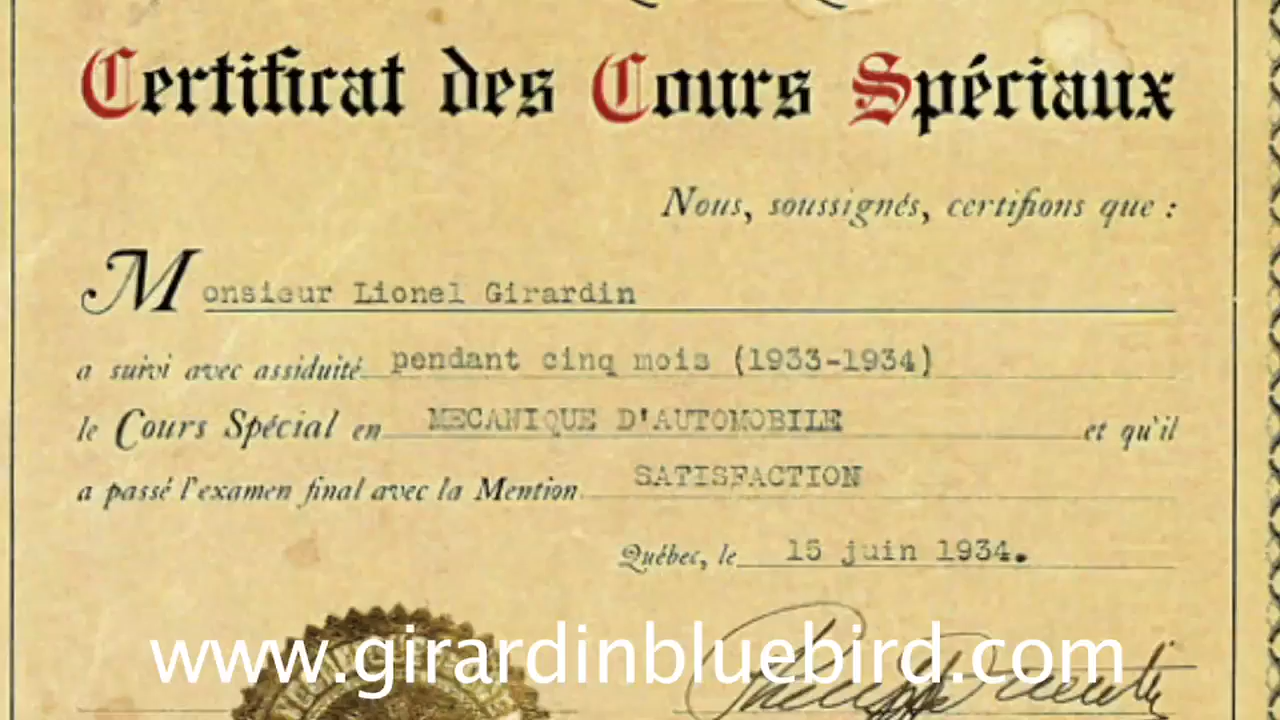 Certificat des Cours Spéciaux
Nous, soussignés, certifions que :
Monsieur Lionel Girardin
a suivi avec assiduité pendant cinq mois (1933-1934)
le Cours Spécial en MECANIQUE D'AUTOMOBILE et qu'il
a passé l'examen final avec la Mention SATISFACTION
Québec, le 15 juin 1934.
www.girardinbluebird.com